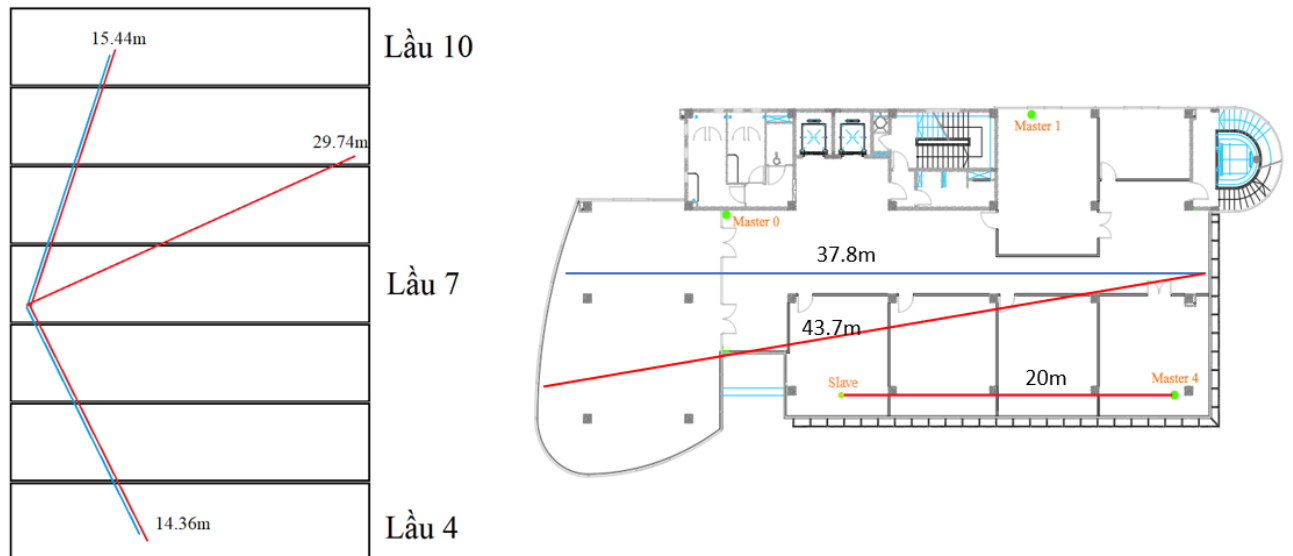 15.44m
Lầu 10
29.74m
Lầu 7
14.36m
Lầu 4
Master 1
Master 0
37.8m
43.7m
20m
Slave
Master 4